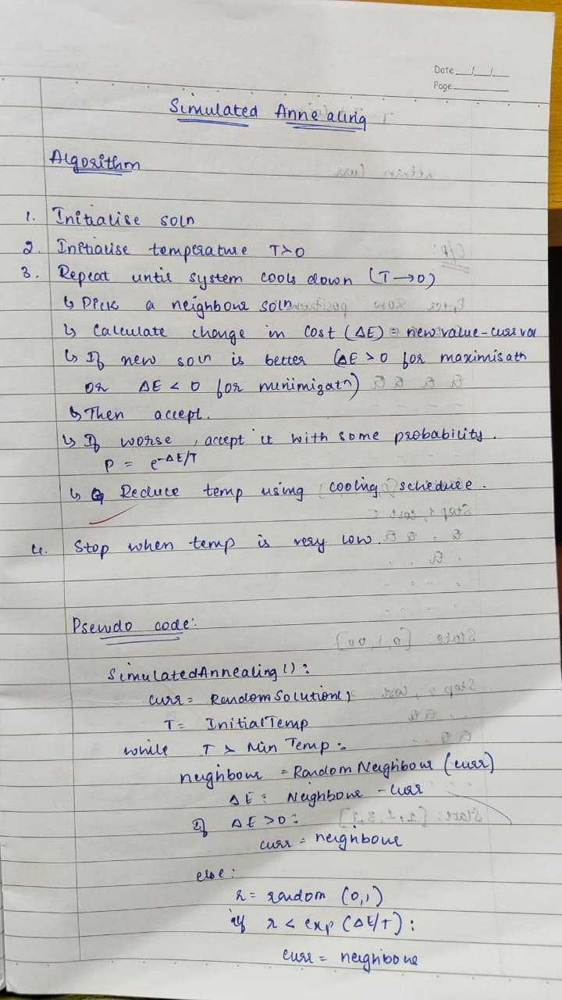 Date __/__/__
Page
Simulated Annealing
Algorithm
1. Initialise soln
2. Initialise temperature T>0
3. Repeat until system cools down (T→0)
↳ Pick a neighbour soln
↳ Calculate change in cost (ΔE) = new value - curr val
↳ If new soln is better (ΔE > 0 for maximisatn
or ΔE < 0 for minimizatn)
↳ Then accept.
↳ If worse, accept it with some probability.
P = e^-ΔE/T
↳ Reduce temp using cooling schedule.
4. Stop when temp is very low.
Pseudo code:
SimulatedAnnealing():
curr = RandomSolution()
T = InitialTemp
while T > Min Temp:
neighbour = RandomNeighbour (curr)
ΔE = Neighbour - curr
If ΔE>0:
curr = neighbour
else:
r = random (0,1)
if r < exp (ΔE/T):
curr = neighbour